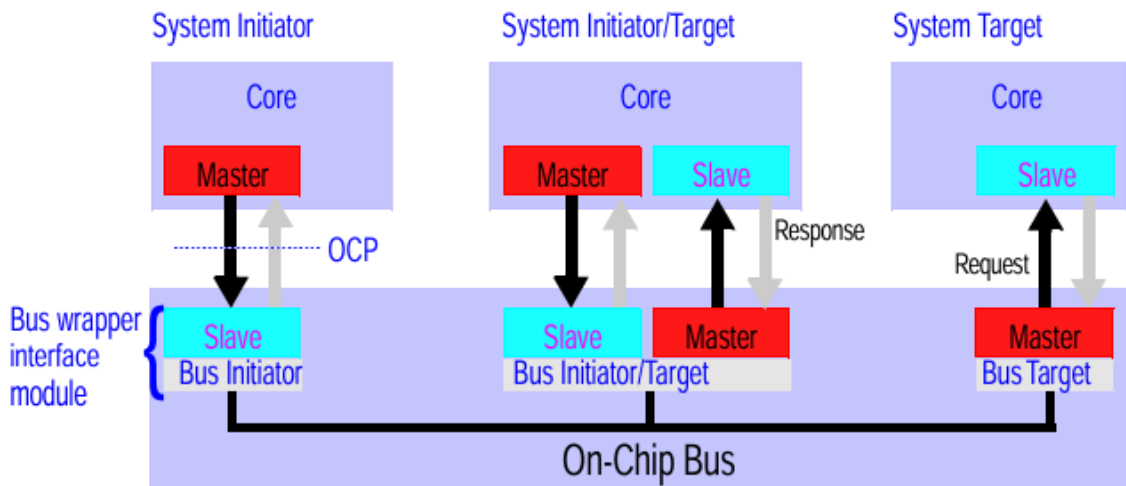 System Initiator
System Initiator/Target
System Target
Core
Core
Core
Master
Master
Slave
Slave
OCP
Response
Request
Bus wrapper
interface
module
Slave
Slave
Master
Master
Bus Initiator
Bus Initiator/Target
Bus Target
On-Chip Bus